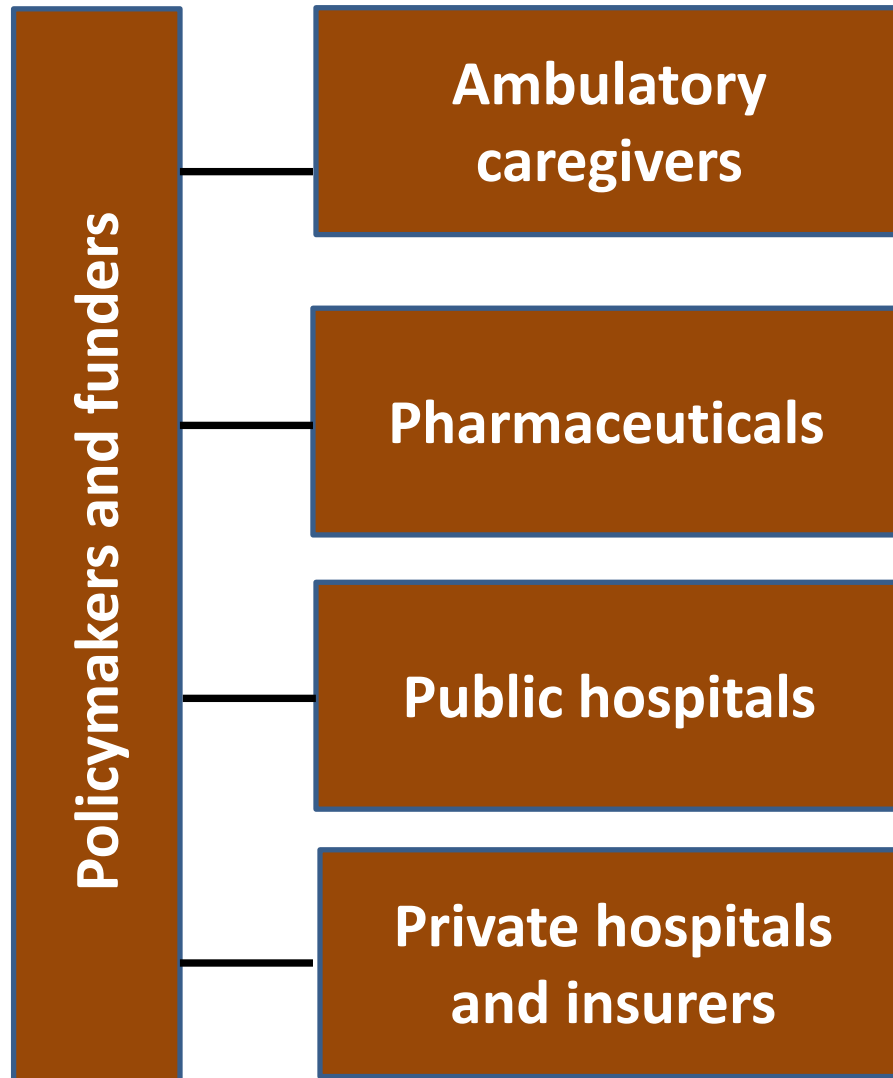 Policymakers and funders
Ambulatory
caregivers
Pharmaceuticals
Public hospitals
Private hospitals
and insurers